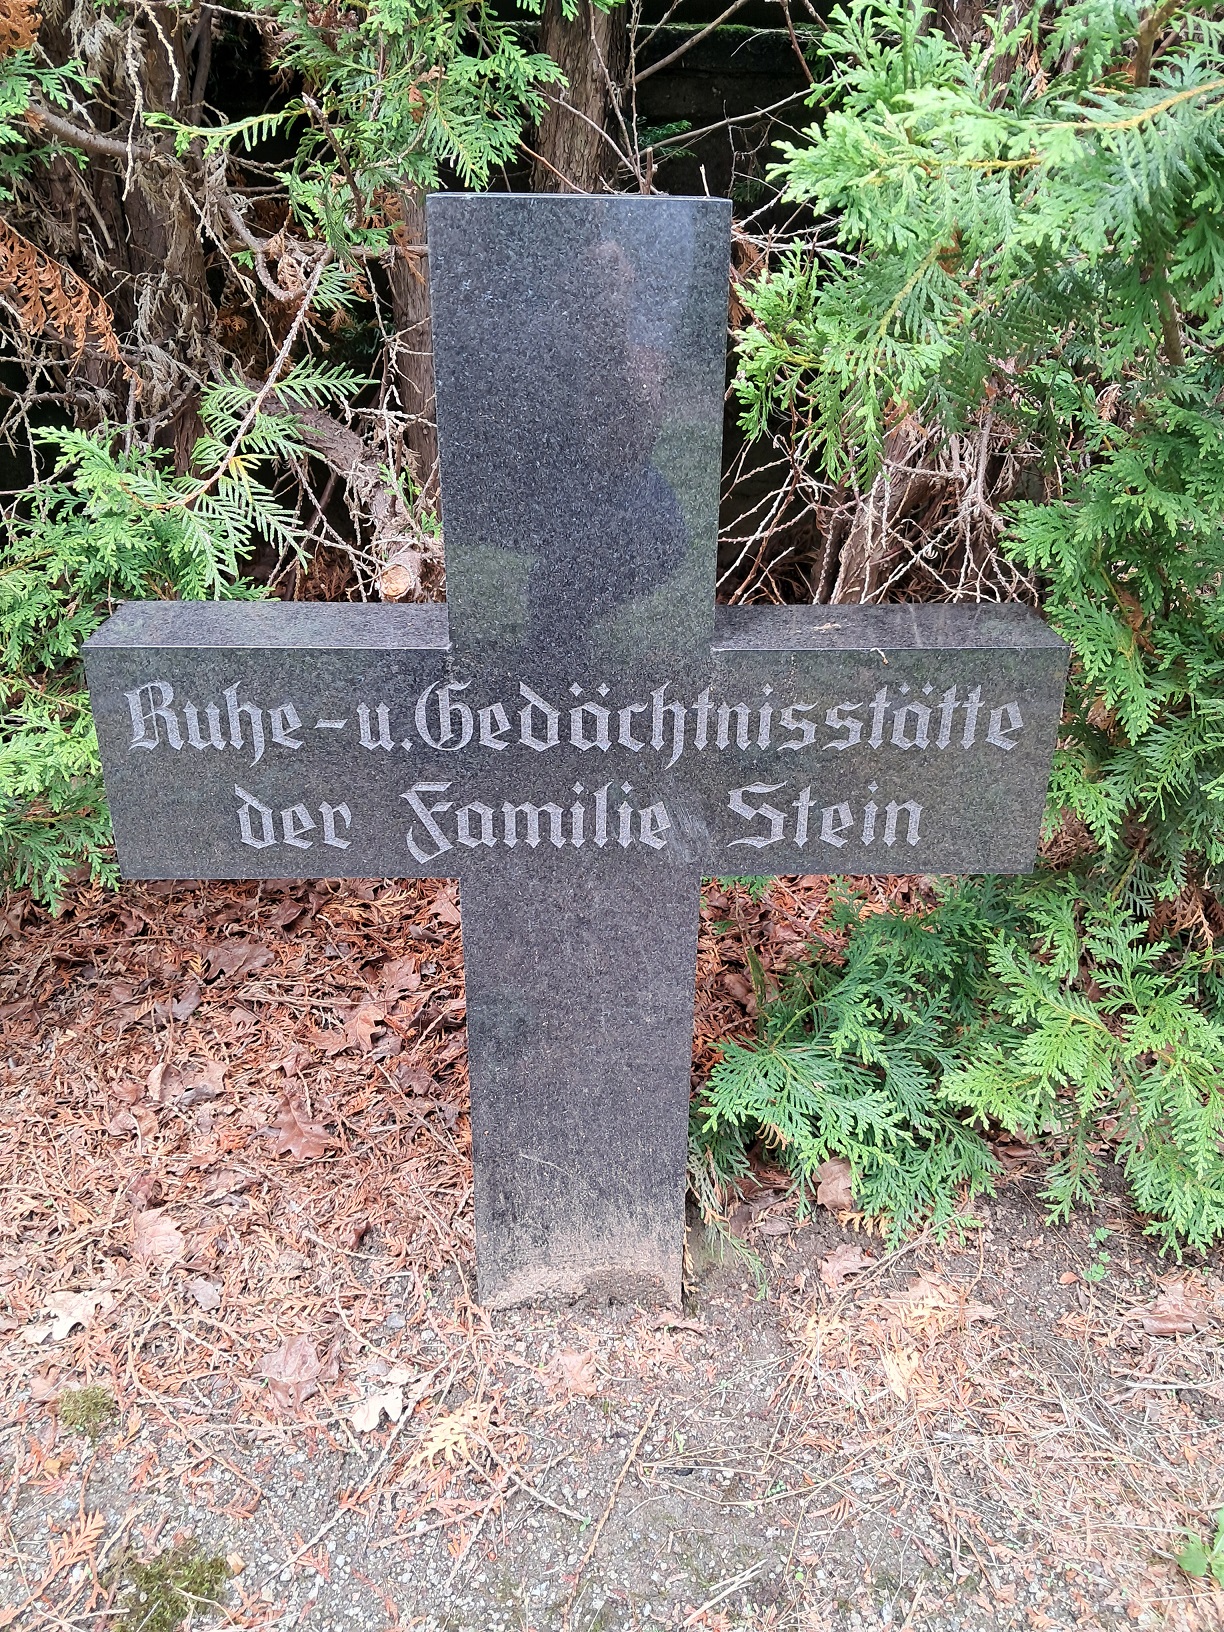 Ruhe-u. Gedächtnisstätte
der Familie Stein